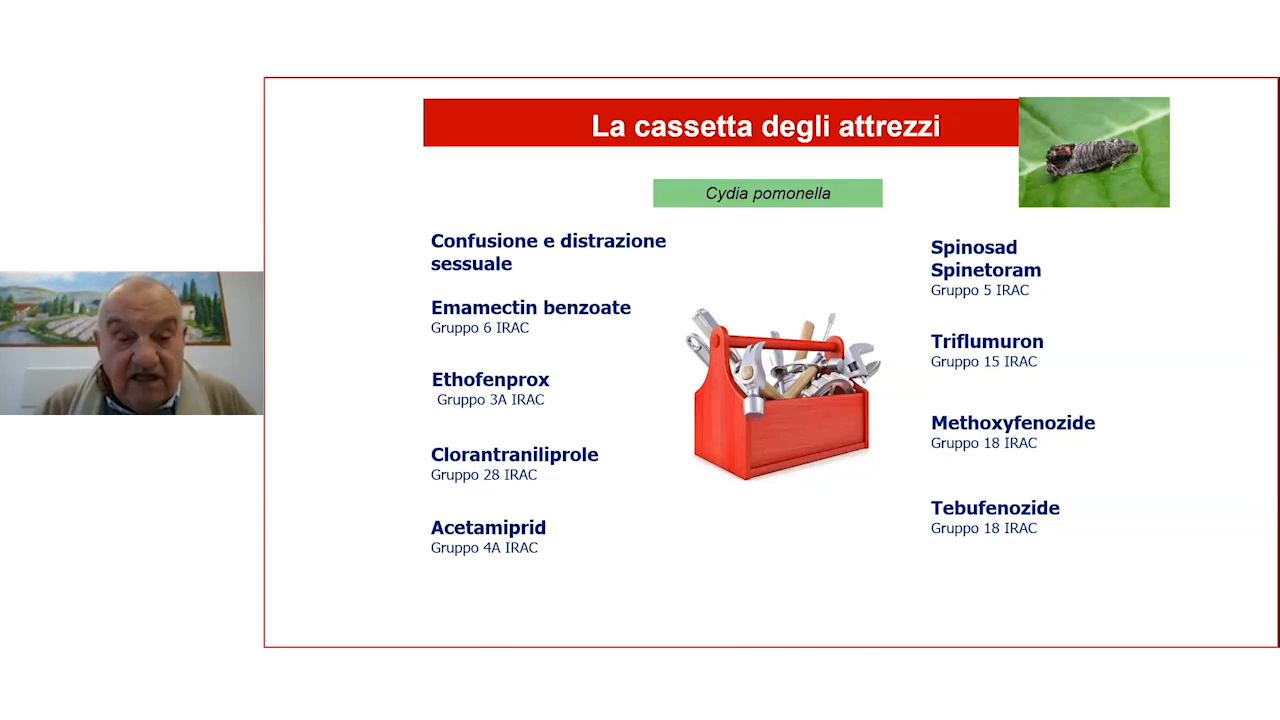 La cassetta degli attrezzi
Cydia pomonella
Confusione e distrazione
sessuale
Emamectin benzoate
Gruppo 6 IRAC
Ethofenprox
Gruppo 3A IRAC
Clorantraniliprole
Gruppo 28 IRAC
Acetamiprid
Gruppo 4A IRAC
Spinosad
Spinetoram
Gruppo 5 IRAC
Triflumuron
Gruppo 15 IRAC
Methoxyfenozide
Gruppo 18 IRAC
Tebufenozide
Gruppo 18 IRAC